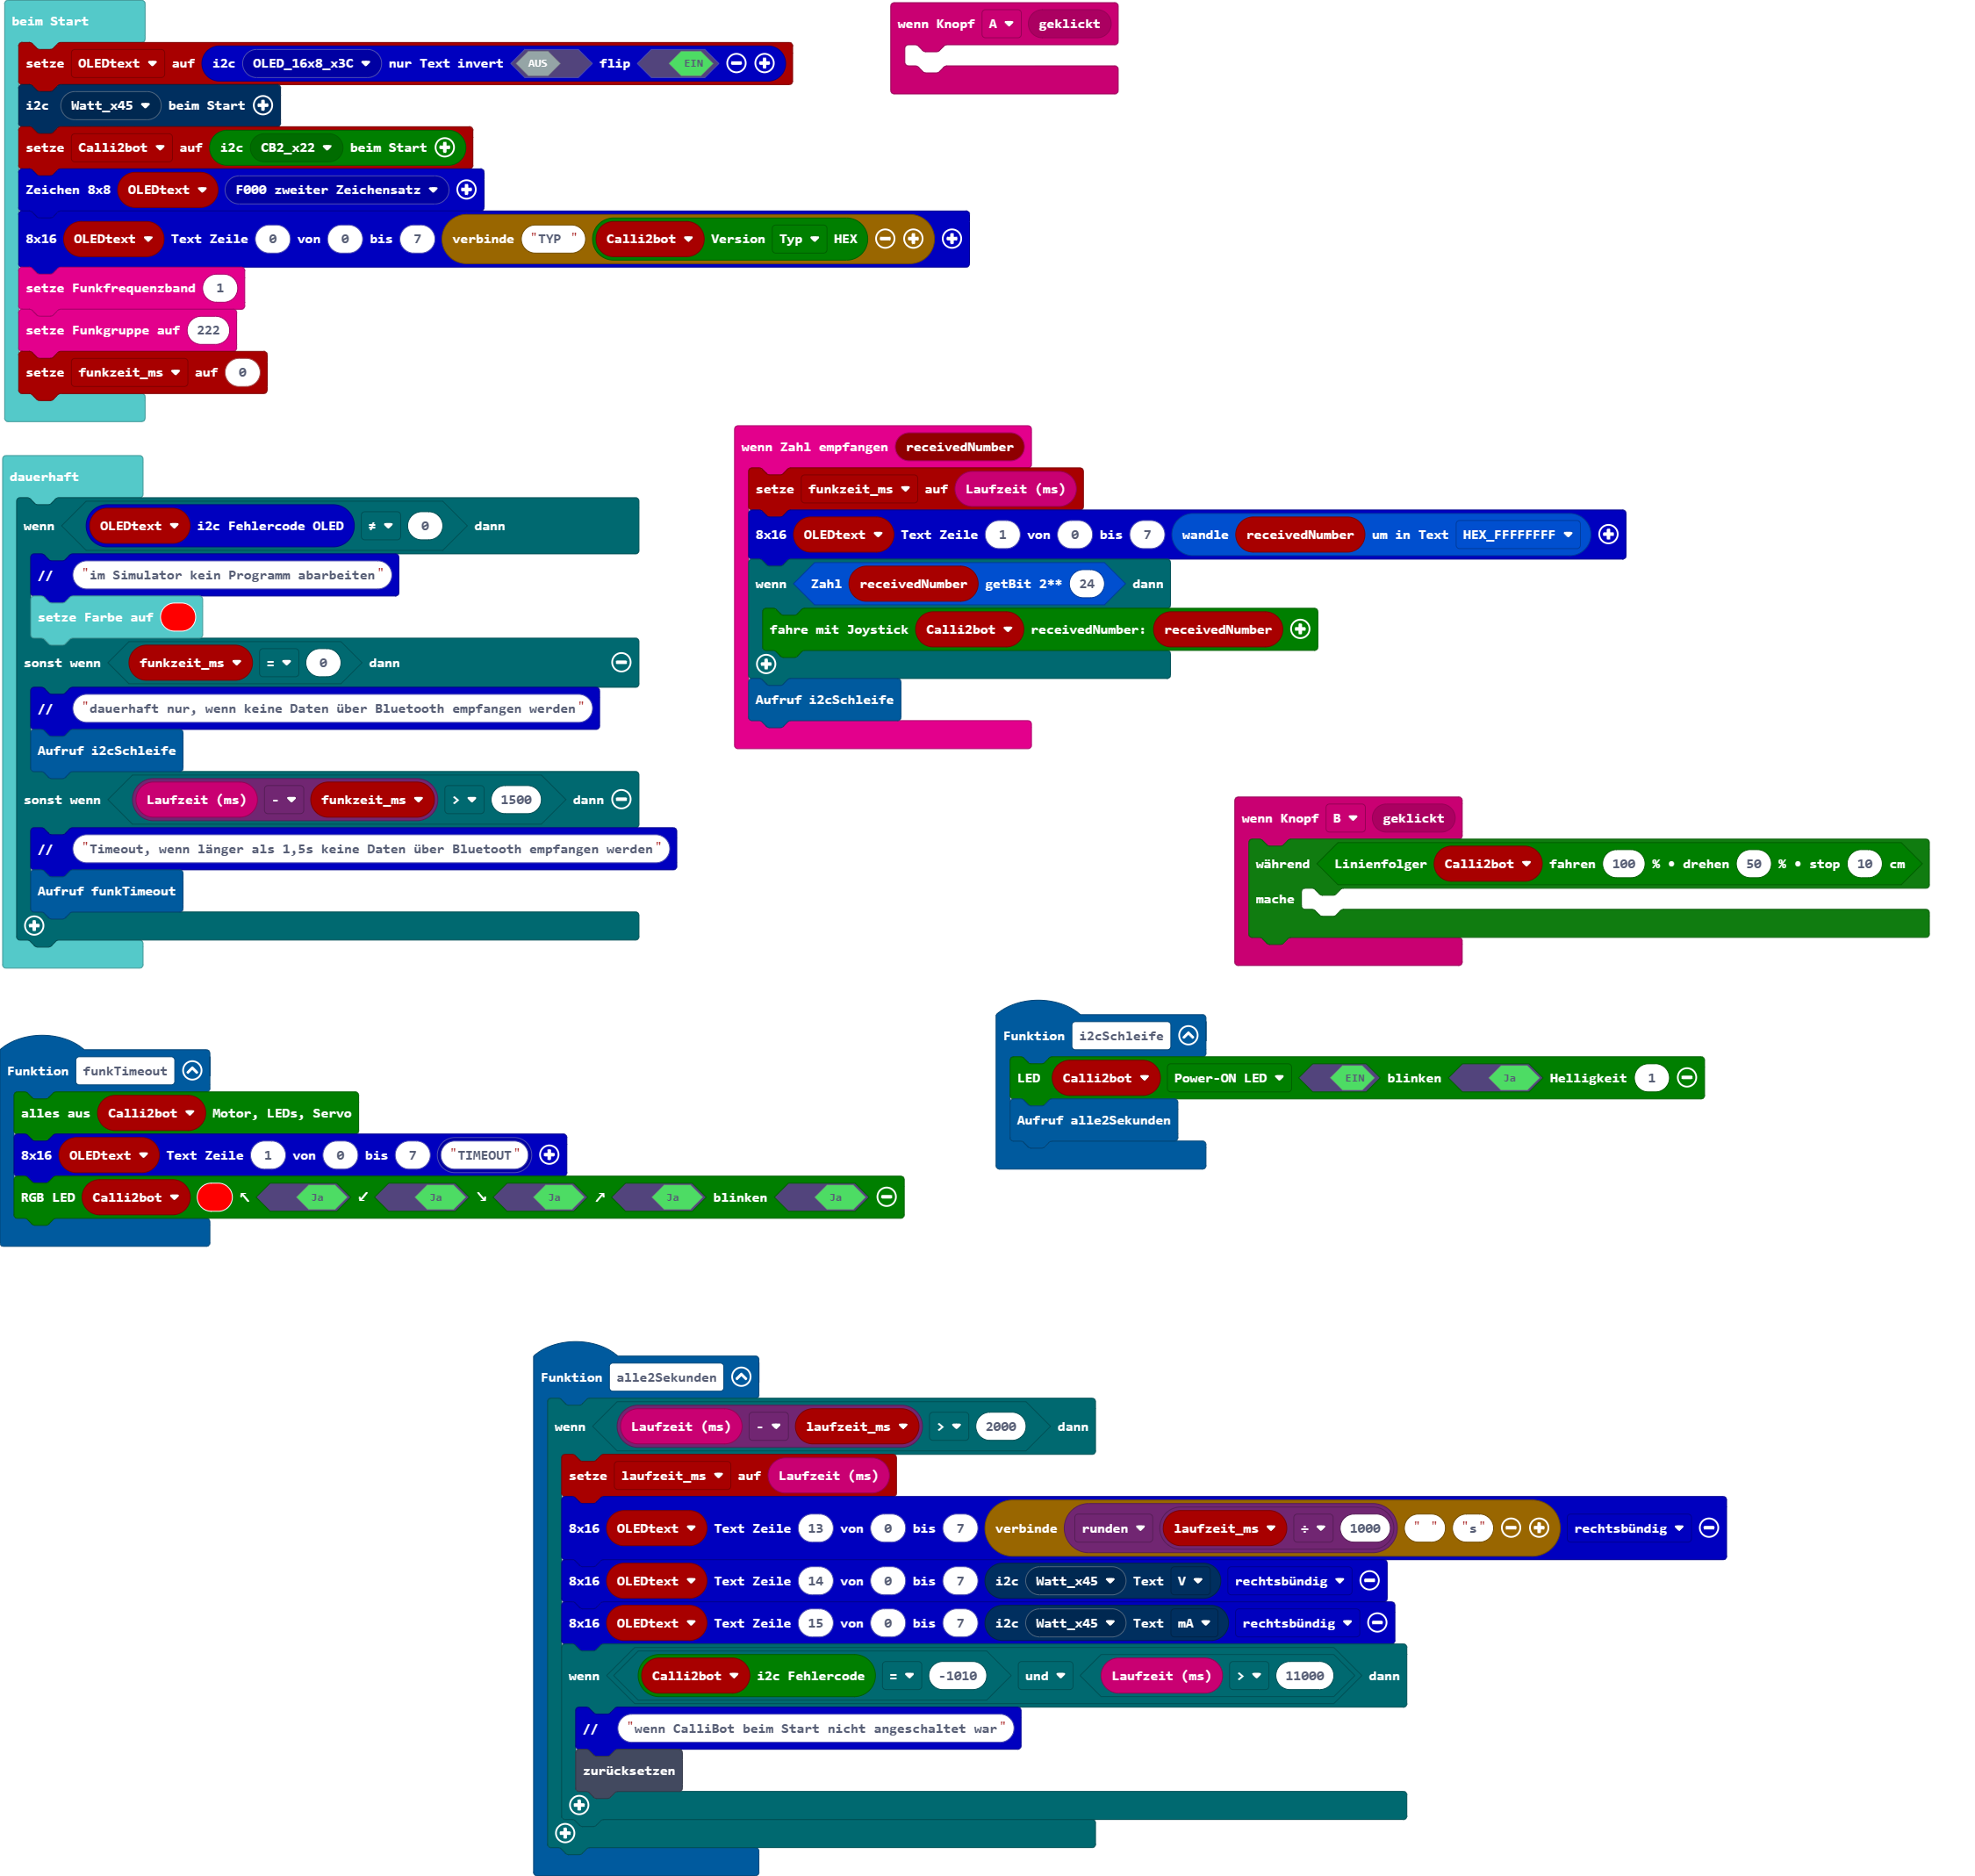 beim Start
setze OLEDtext auf i2c OLED_16x8_x3C nur Text invert AUS flip EIN
i2c Watt_x45 beim Start
setze Calli2bot auf i2c CB2_x22 beim Start
Zeichen 8x8 OLEDtext F000 zweiter Zeichensatz
8x16 OLEDtext Text Zeile 0 von 0 bis 7 verbinde "TYP " Calli2bot Version Typ HEX
setze Funkfrequenzband 1
setze Funkgruppe auf 222
setze funkzeit_ms auf 0
wenn Knopf A geklickt
dauerhaft
wenn OLEDtext i2c Fehlercode OLED ≠ 0 dann
// "im Simulator kein Programm abarbeiten"
setze Farbe auf
sonst wenn funkzeit_ms = 0 dann
// "dauerhaft nur, wenn keine Daten über Bluetooth empfangen werden"
Aufruf i2cSchleife
sonst wenn Laufzeit (ms) - funkzeit_ms > 1500 dann
// "Timeout, wenn länger als 1,5s keine Daten über Bluetooth empfangen werden"
Aufruf funkTimeout
wenn Zahl empfangen receivedNumber
setze funkzeit_ms auf Laufzeit (ms)
8x16 OLEDtext Text Zeile 1 von 0 bis 7 wandle receivedNumber um in Text HEX_FFFFFFFF
wenn Zahl receivedNumber getBit 2** 24 dann
fahre mit Joystick Calli2bot receivedNumber: receivedNumber
Aufruf i2cSchleife
wenn Knopf B geklickt
während Linienfolger Calli2bot fahren 100 % • drehen 50 % • stop 10 cm
mache
Funktion funkTimeout
alles aus Calli2bot Motor, LEDs, Servo
8x16 OLEDtext Text Zeile 1 von 0 bis 7 "TIMEOUT"
RGB LED Calli2bot ↖ Ja ↙ Ja ↘ Ja ↗ Ja blinken Ja
Funktion i2cSchleife
LED Calli2bot Power-ON LED EIN blinken Ja Helligkeit 1
Aufruf alle2Sekunden
Funktion alle2Sekunden
wenn Laufzeit (ms) - laufzeit_ms > 2000 dann
setze laufzeit_ms auf Laufzeit (ms)
8x16 OLEDtext Text Zeile 13 von 0 bis 7 verbinde runden laufzeit_ms ÷ 1000 " " "s" rechtsbündig
8x16 OLEDtext Text Zeile 14 von 0 bis 7 i2c Watt_x45 Text V rechtsbündig
8x16 OLEDtext Text Zeile 15 von 0 bis 7 i2c Watt_x45 Text mA rechtsbündig
wenn Calli2bot i2c Fehlercode = -1010 und Laufzeit (ms) > 11000 dann
// "wenn CalliBot beim Start nicht angeschaltet war"
zurücksetzen